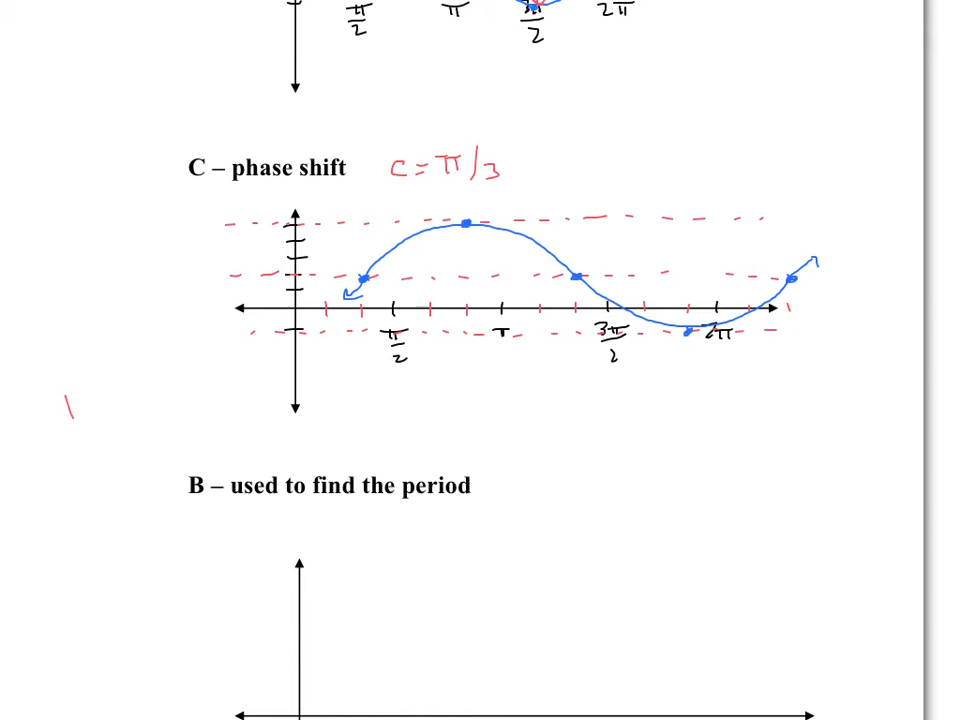 π/2 π 3π/2 2π
C – phase shift c = π/3
π/2 π 3π/2 2π
B – used to find the period